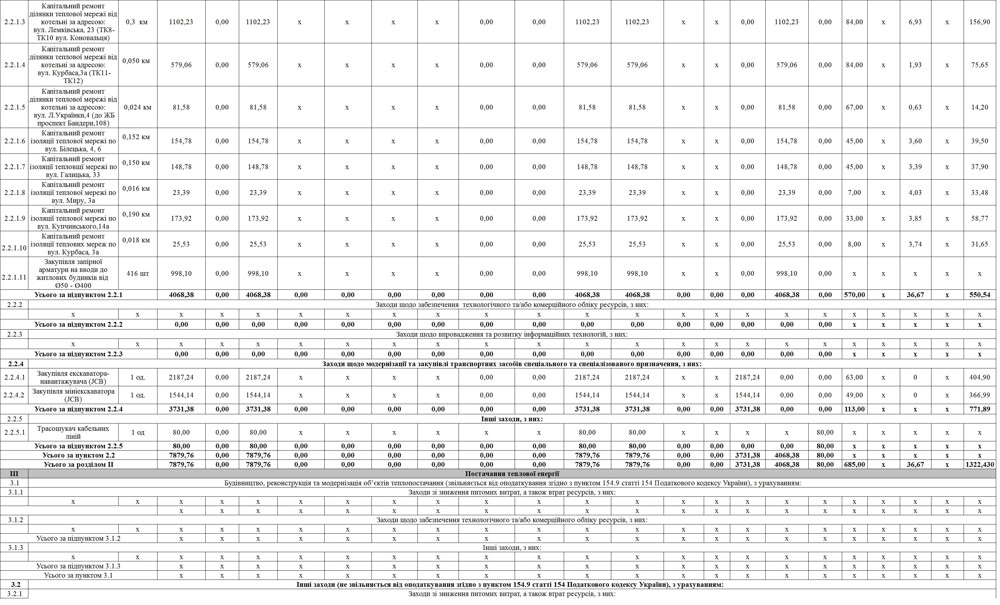 2.2.1.3 Капітальний ремонт ділянки теплової мережі від котельні за адресою: вул. Лемківська, 23 (ТК8-ТК10 вул. Коновальця) 0,3 км 1102,23 0,00 1102,23 х х х х 0,00 0,00 1102,23 1102,23 х х 0,00 1102,23 0,00 84,00 х 6,93 х 156,90
2.2.1.4 Капітальний ремонт ділянки теплової мережі від котельні за адресою: вул. Курбаса,3а (ТК11-ТК12) 0,050 км 579,06 0,00 579,06 х х х х 0,00 0,00 579,06 579,06 х х 0,00 579,06 0,00 84,00 х 1,93 х 75,65
2.2.1.5 Капітальний ремонт ділянки теплової мережі від котельні за адресою: вул. Л.Українки,4 (до ЖБ проспект Бандери,108) 0,024 км 81,58 0,00 81,58 х х х х 0,00 0,00 81,58 81,58 х х 0,00 81,58 0,00 67,00 х 0,63 х 14,20
2.2.1.6 Капітальний ремонт ізоляції теплової мережі по вул. Білецька, 4, 6 0,152 км 154,78 0,00 154,78 х х х х 0,00 0,00 154,78 154,78 х х 0,00 154,78 0,00 45,00 х 3,60 х 39,50
2.2.1.7 Капітальний ремонт ізоляції тепловщї мережі по вул. Галицька, 33 0,150 км 148,78 0,00 148,78 х х х х 0,00 0,00 148,78 148,78 х х 0,00 148,78 0,00 45,00 х 3,39 х 37,90
2.2.1.8 Капітальний ремонт ізоляції теплової мережі по вул. Миру, 3а 0,016 км 23,39 0,00 23,39 х х х х 0,00 0,00 23,39 23,39 х х 0,00 23,39 0,00 7,00 х 4,03 х 33,48
2.2.1.9 Капітальний ремонт ізоляції теплової мережі по вул. Купчинського,14а 0,190 км 173,92 0,00 173,92 х х х х 0,00 0,00 173,92 173,92 х х 0,00 173,92 0,00 33,00 х 3,85 х 58,77
2.2.1.10 Капітальний ремонт ізоляції теплових мереж по вул. Курбаса, 3а 0,018 км 25,53 0,00 25,53 х х х х 0,00 0,00 25,53 25,53 х х 0,00 25,53 0,00 8,00 х 3,74 х 31,65
2.2.1.11 Закупівля запірної арматури на вводи до житлових будинків від Ø50 - Ø400 416 шт 998,10 0,00 998,10 х х х х 0,00 0,00 998,10 998,10 х х 0,00 998,10 0,00 х х х х х
Усього за підпунктом 2.2.1 4068,38 0,00 4068,38 0,00 0,00 0,00 0,00 0,00 0,00 4068,38 4068,38 0,00 0,00 0,00 4068,38 0,00 570,00 х 36,67 х 550,54
2.2.2 Заходи щодо забезпечення технологічного та/або комерційного обліку ресурсів, з них:
х х х х х х х х х х х х х х х х х х х х х х х
Усього за підпунктом 2.2.2 0,00 0,00 0,00 0,00 0,00 0,00 0,00 0,00 0,00 0,00 0,00 0,00 0,00 0,00 0,00 0,00 х х х х х
2.2.3 Заходи щодо впровадження та розвитку інформаційних технологій, з них:
х х х х х х х х х х х х х х х х х х х х х х х
Усього за підпунктом 2.2.3 0,00 0,00 0,00 0,00 0,00 0,00 0,00 0,00 0,00 0,00 0,00 0,00 0,00 0,00 0,00 0,00 х х х х х
2.2.4 Заходи щодо модернізації та закупівлі транспортних засобів спеціального та спеціалізованого призначення, з них:
2.2.4.1 Закупівля екскаватора-навантажувача (JCB) 1 од. 2187,24 0,00 2187,24 х х х х 0,00 0,00 2187,24 2187,24 х х 2187,24 0,00 0,00 63,00 х 0 х 404,90
2.2.4.2 Закупівля мініекскаватора (JCB) 1 од. 1544,14 0,00 1544,14 х х х х 0,00 0,00 1544,14 1544,14 х х 1544,14 0,00 0,00 49,00 х 0 х 366,99
Усього за підпунктом 2.2.4 3731,38 0,00 3731,38 0,00 0,00 0,00 0,00 0,00 0,00 3731,38 3731,38 0,00 0,00 3731,38 0,00 0,00 113,00 х х х 771,89
2.2.5 Інші заходи, з них:
2.2.5.1 Трасошукач кабельних ліній 1 од 80,00 0,00 80,00 х х х х х х 80,00 80,00 х х х х 80,00 х х х х х
Усього за підпунктом 2.2.5 80,00 0,00 80,00 0,00 0,00 0,00 0,00 0,00 0,00 80,00 80,00 0,00 0,00 0,00 0,00 80,00 х х х х х
Усього за пунктом 2.2 7879,76 0,00 7879,76 0,00 0,00 0,00 0,00 0,00 0,00 7879,76 7879,76 0,00 0,00 3731,38 4068,38 80,00 х х х х х
Усього за розділом II 7879,76 0,00 7879,76 0,00 0,00 0,00 0,00 0,00 0,00 7879,76 7879,76 0,00 0,00 3731,38 4068,38 80,00 685,00 х 36,67 х 1322,430
III Постачання теплової енергії
3.1 Будівництво, реконструкція та модернізація об’єктів теплопостачання (звільняється від оподаткування згідно з пунктом 154.9 статті 154 Податкового кодексу України), з урахуванням:
3.1.1 Заходи зі зниження питомих витрат, а також втрат ресурсів, з них:
х х х х х х х х х х х х х х х х х х х х х х х
х х х х х х х х х х х х х х х х х х х х х
3.1.2 Заходи щодо забезпечення технологічного та/або комерційного обліку ресурсів, з них:
х х х х х х х х х х х х х х х х х х х х х х х
Усього за підпунктом 3.1.2 х х х х х х х х х х х х х х х х х х х х х
3.1.3 Інші заходи, з них:
х х х х х х х х х х х х х х х х х х х х х х х
Усього за підпунктом 3.1.3 х х х х х х х х х х х х х х х х х х х х х
Усього за пунктом 3.1 х х х х х х х х х х х х х х х х х х х х х
3.2 Інші заходи (не звільняється від оподаткування згідно з пунктом 154.9 статті 154 Податкового кодексу України), з урахуванням:
3.2.1 Заходи зі зниження питомих витрат, а також втрат ресурсів, з них: